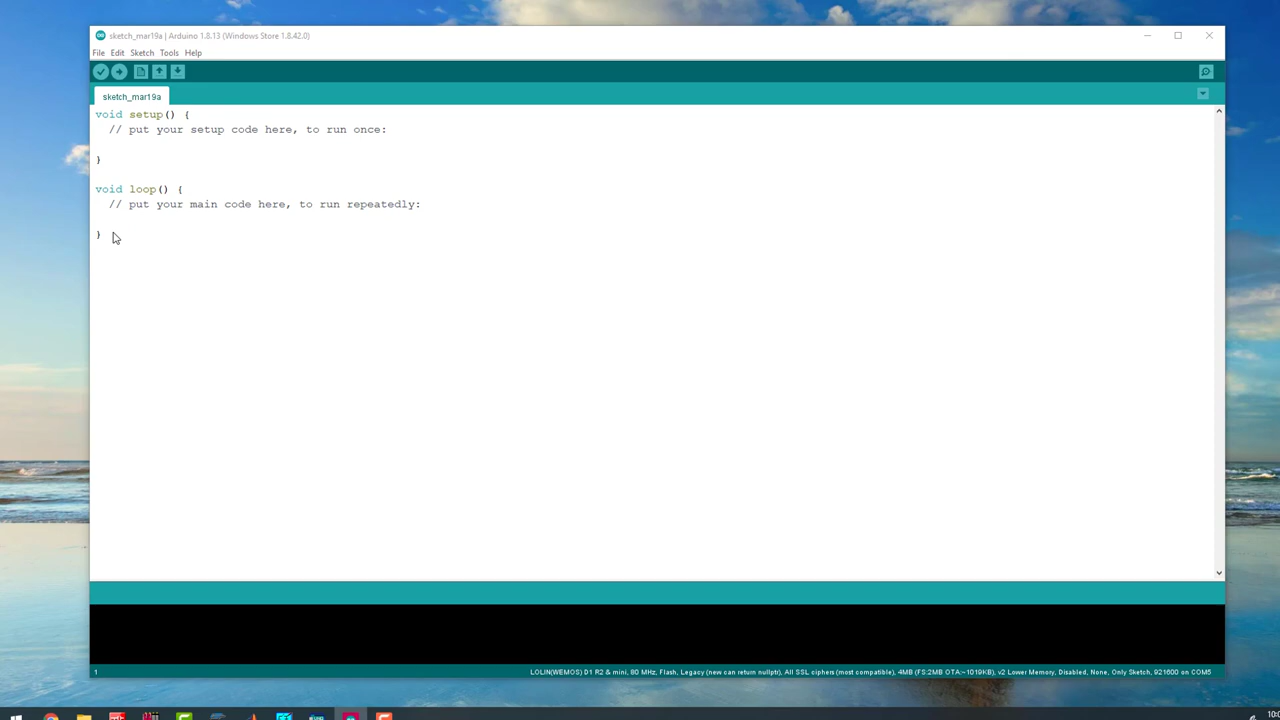 sketch_mar19a | Arduino 1.8.13 (Windows Store 1.8.42.0)
File Edit Sketch Tools Help
sketch_mar19a
void setup() {
// put your setup code here, to run once:
}
void loop() {
// put your main code here, to run repeatedly:
}
1 LOLIN(WEMOS) D1 R2 & mini, 80 MHz, Flash, Legacy (new can return nullptr), All SSL ciphers (most compatible), 4MB (FS:2MB OTA:~1019KB), v2 Lower Memory, Disabled, None, Only Sketch, 921600 on COM5